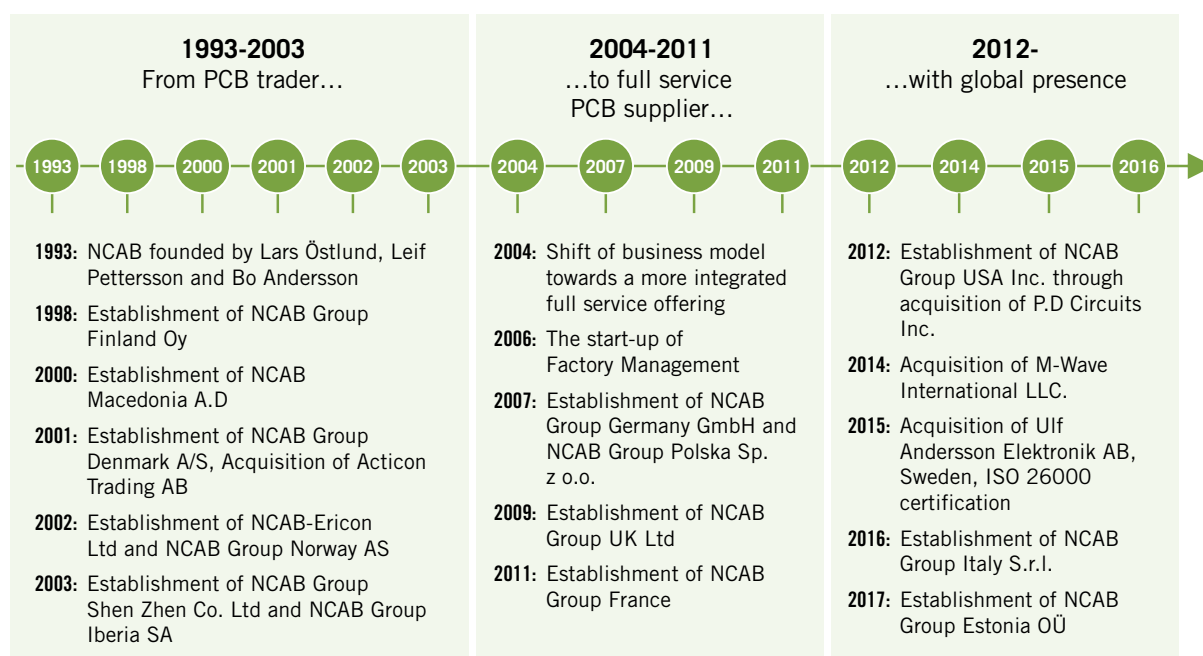 1993-2003
From PCB trader…
2004-2011
…to full service
PCB supplier…
2012-
…with global presence
1993
1998
2000
2001
2002
2003
2004
2007
2009
2011
2012
2014
2015
2016
1993: NCAB founded by Lars Östlund, Leif
Pettersson and Bo Andersson
1998: Establishment of NCAB Group
Finland Oy
2000: Establishment of NCAB
Macedonia A.D
2001: Establishment of NCAB Group
Denmark A/S, Acquisition of Acticon
Trading AB
2002: Establishment of NCAB-Ericon
Ltd and NCAB Group Norway AS
2003: Establishment of NCAB Group
Shen Zhen Co. Ltd and NCAB Group
Iberia SA
2004: Shift of business model
towards a more integrated
full service offering
2006: The start-up of
Factory Management
2007: Establishment of NCAB
Group Germany GmbH and
NCAB Group Polska Sp.
z o.o.
2009: Establishment of NCAB
Group UK Ltd
2011: Establishment of NCAB
Group France
2012: Establishment of NCAB
Group USA Inc. through
acquisition of P.D Circuits
Inc.
2014: Acquisition of M-Wave
International LLC.
2015: Acquisition of Ulf
Andersson Elektronik AB,
Sweden, ISO 26000
certification
2016: Establishment of NCAB
Group Italy S.r.l.
2017: Establishment of NCAB
Group Estonia OÜ